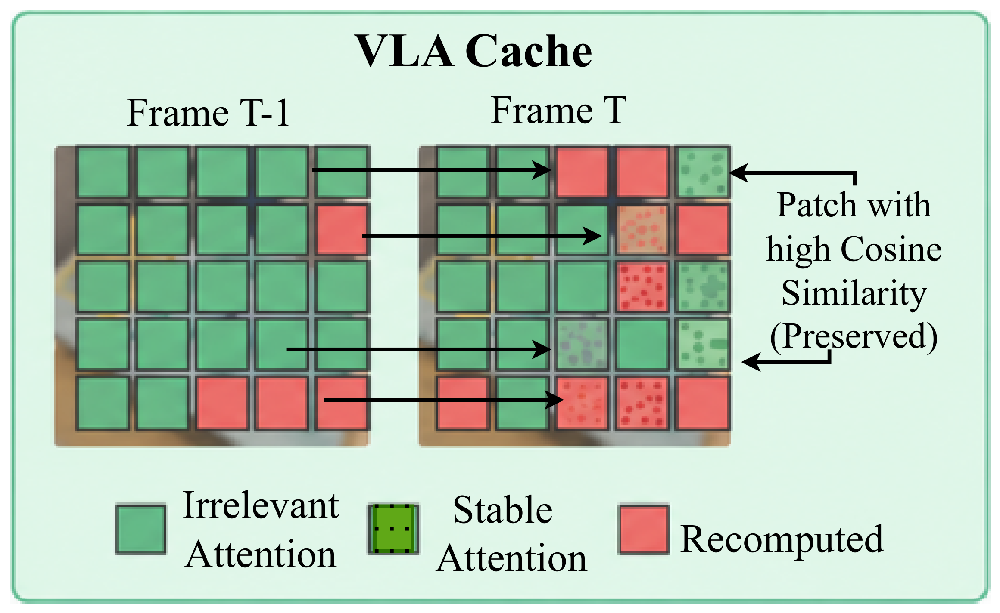 VLA Cache
Frame T-1
Frame T
Patch with
high Cosine
Similarity
(Preserved)
Irrelevant
Attention
Stable
Attention
Recomputed